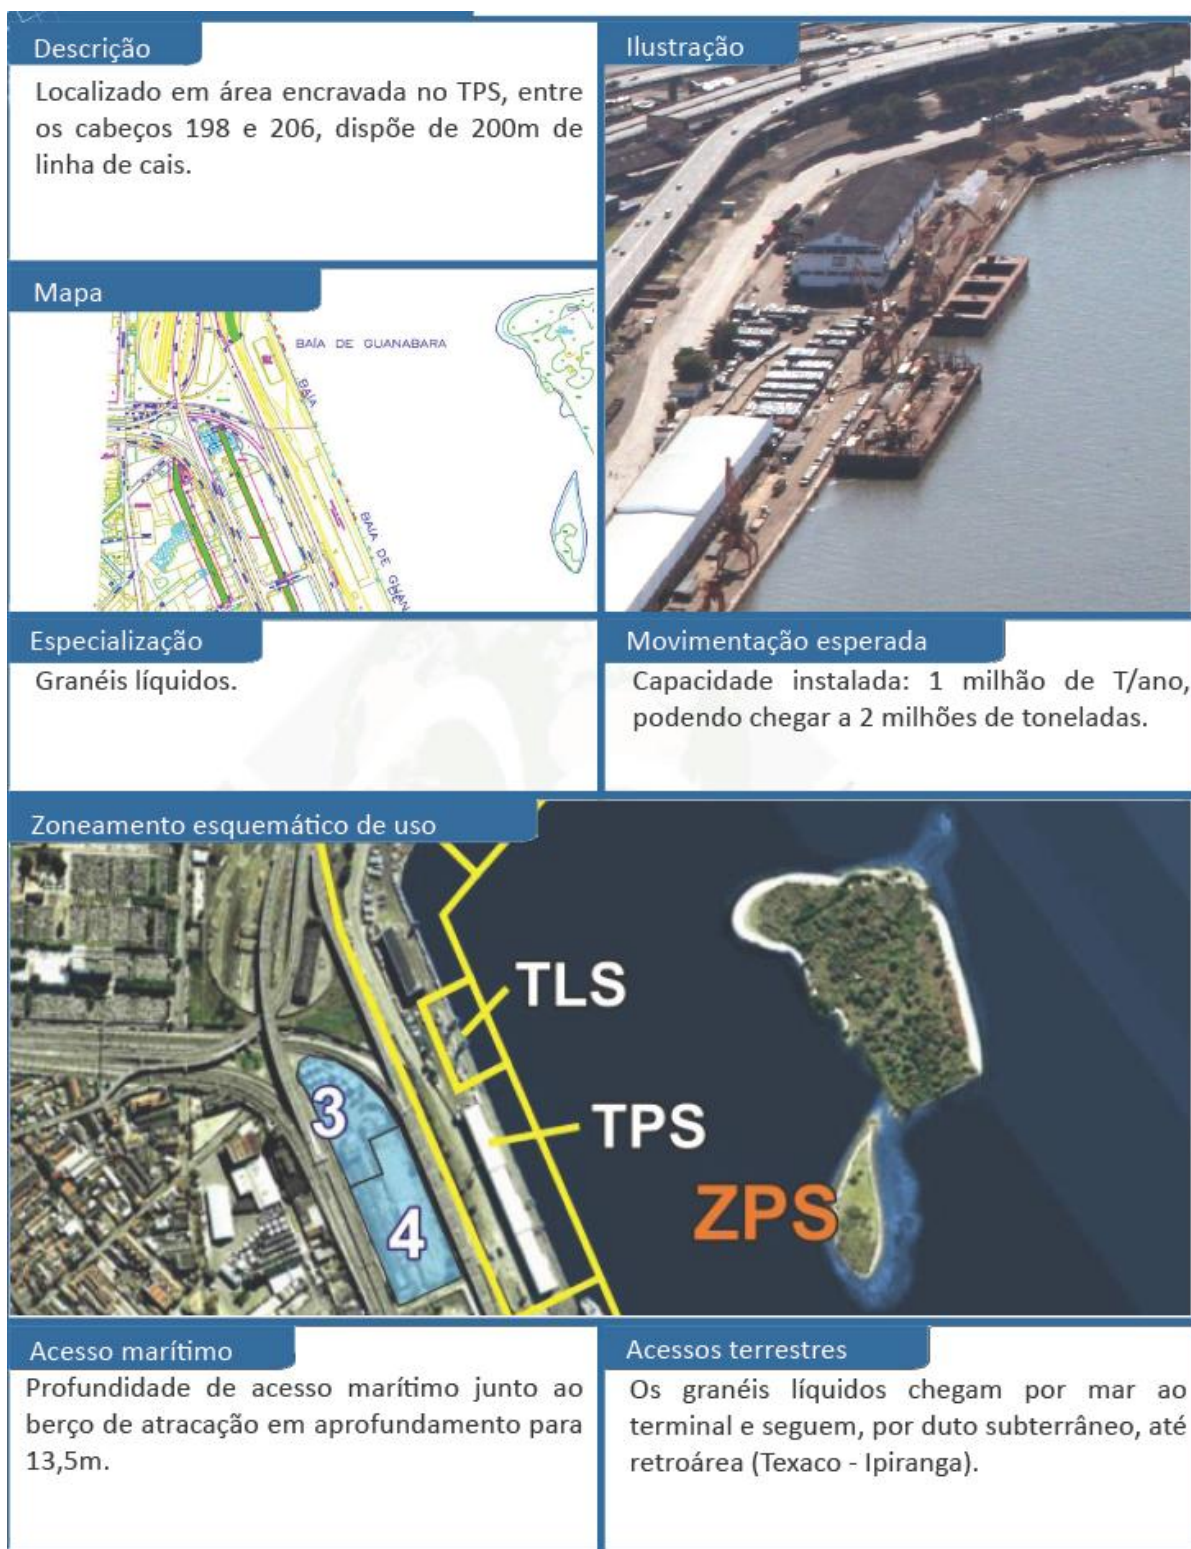 Descrição
Localizado em área encravada no TPS, entre
os cabeços 198 e 206, dispõe de 200m de
linha de cais.
Ilustração
Mapa
BAÍA DE GUANABARA
BAÍA
BAÍA DE GUAN
Especialização
Granéis líquidos.
Movimentação esperada
Capacidade instalada: 1 milhão de T/ano,
podendo chegar a 2 milhões de toneladas.
Zoneamento esquemático de uso
TLS
3
TPS
ZPS
4
Acesso marítimo
Profundidade de acesso marítimo junto ao
berço de atracação em aprofundamento para
13,5m.
Acessos terrestres
Os granéis líquidos chegam por mar ao
terminal e seguem, por duto subterrâneo, até
retroárea (Texaco - Ipiranga).